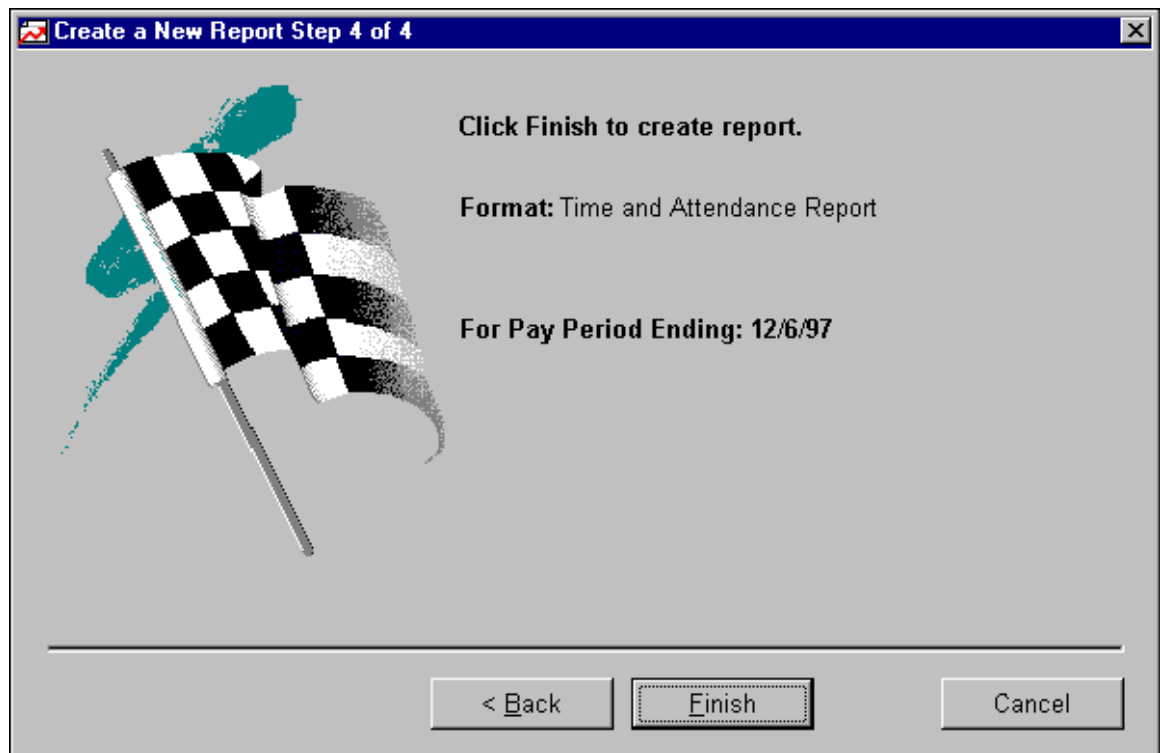 Create a New Report Step 4 of 4
Click Finish to create report.
Format: Time and Attendance Report
For Pay Period Ending: 12/6/97
< Back
Finish
Cancel